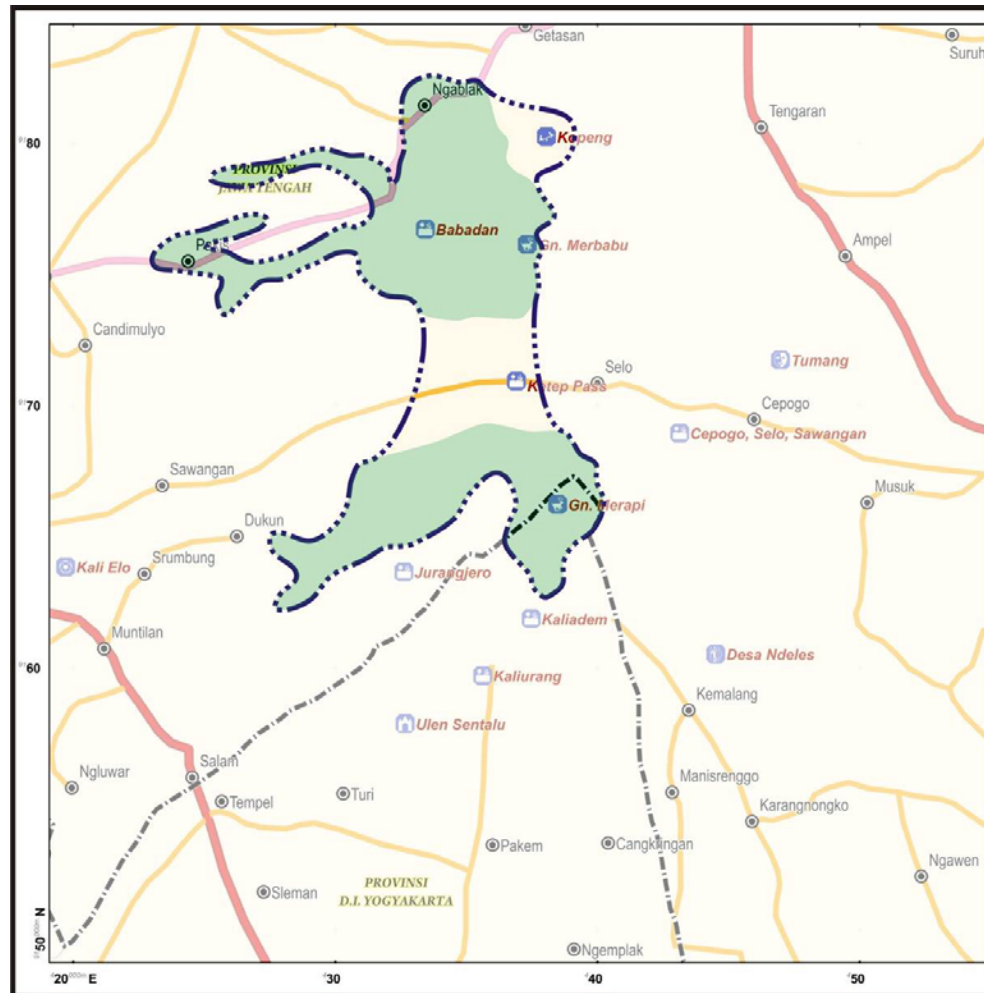 Getasan
Suruh
Ngablak
Tengaran
80
Kopeng
PROVINSI
JAWA TENGAH
Babadan
Gn. Merbabu
Ampel
Candimulyo
Tumang
Selo
Ketep Pass
70
Cepogo
Cepogo, Selo, Sawangan
Sawangan
Musuk
Gn. Merapi
Dukun
Kali Elo
Srumbung
Jurangjero
Kaliadem
Muntilan
60
Desa Ndeles
Kaliurang
Kemalang
Ulen Sentalu
Salam
Ngluwar
Manisrenggo
Tempel
Turi
Karangnongko
Pakem
Cangklingan
Ngawen
PROVINSI
D.I. YOGYAKARTA
Sleman
50
N
Ngemplak
20
E
30
40
50